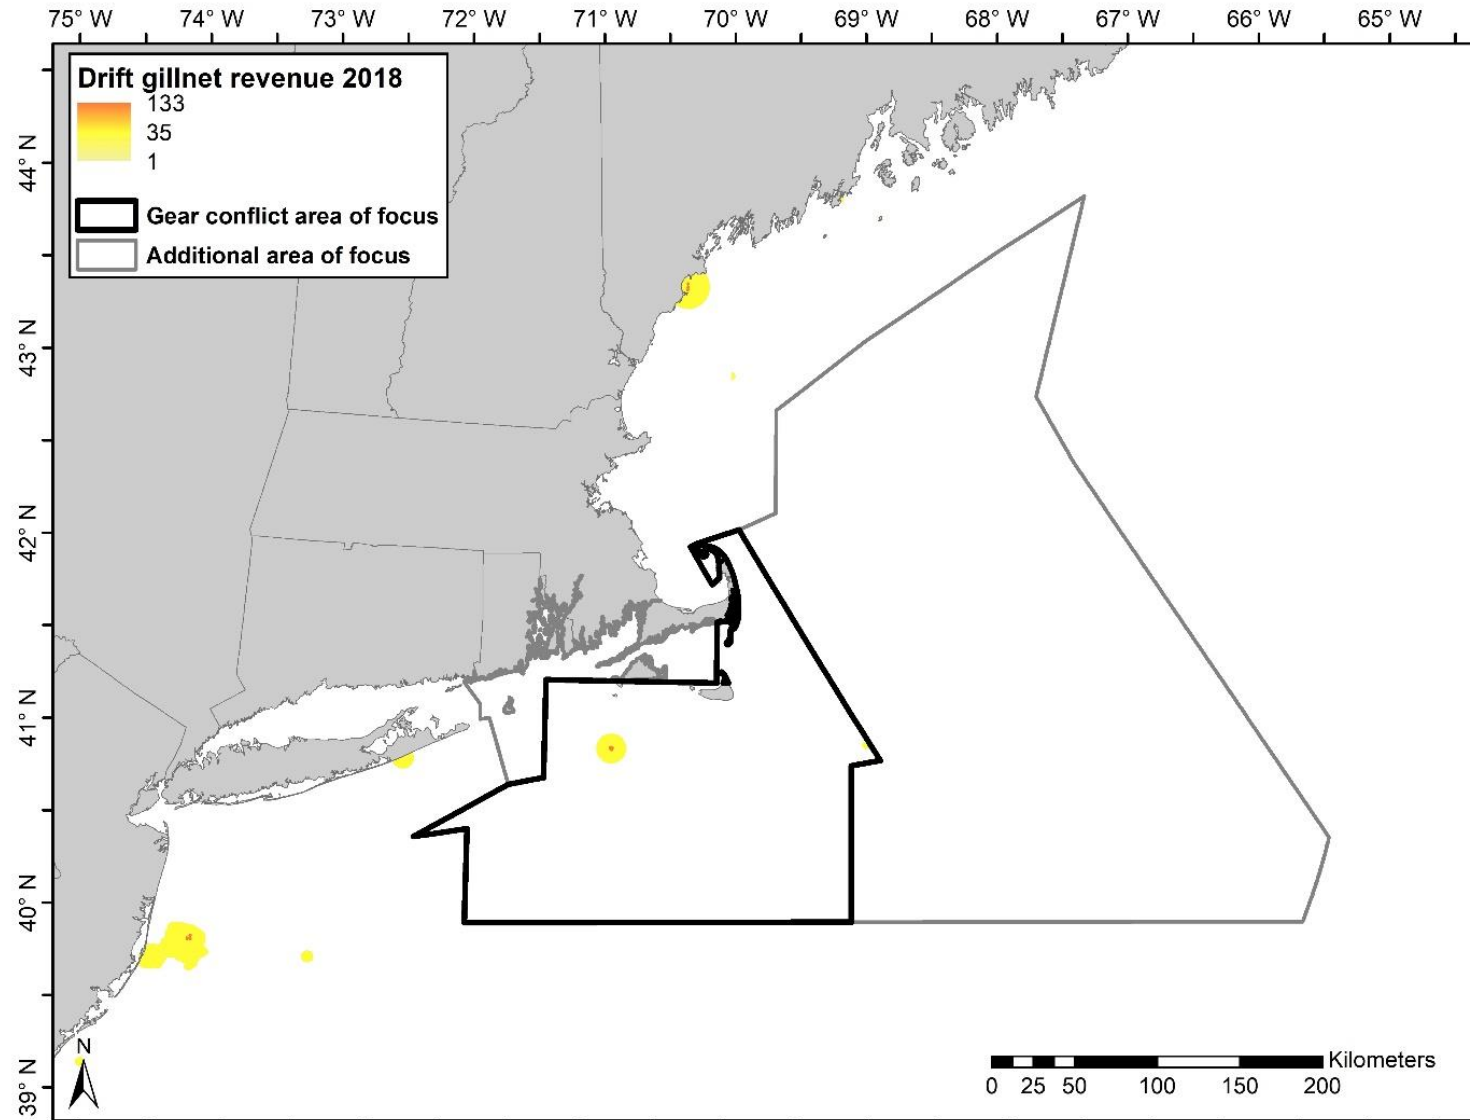 75° W 74° W 73° W 72° W 71° W 70° W 69° W 68° W 67° W 66° W 65° W
Drift gillnet revenue 2018
133
35
1
Gear conflict area of focus
Additional area of focus
44° N
43° N
42° N
41° N
40° N
39° N
N
Kilometers
0 25 50 100 150 200